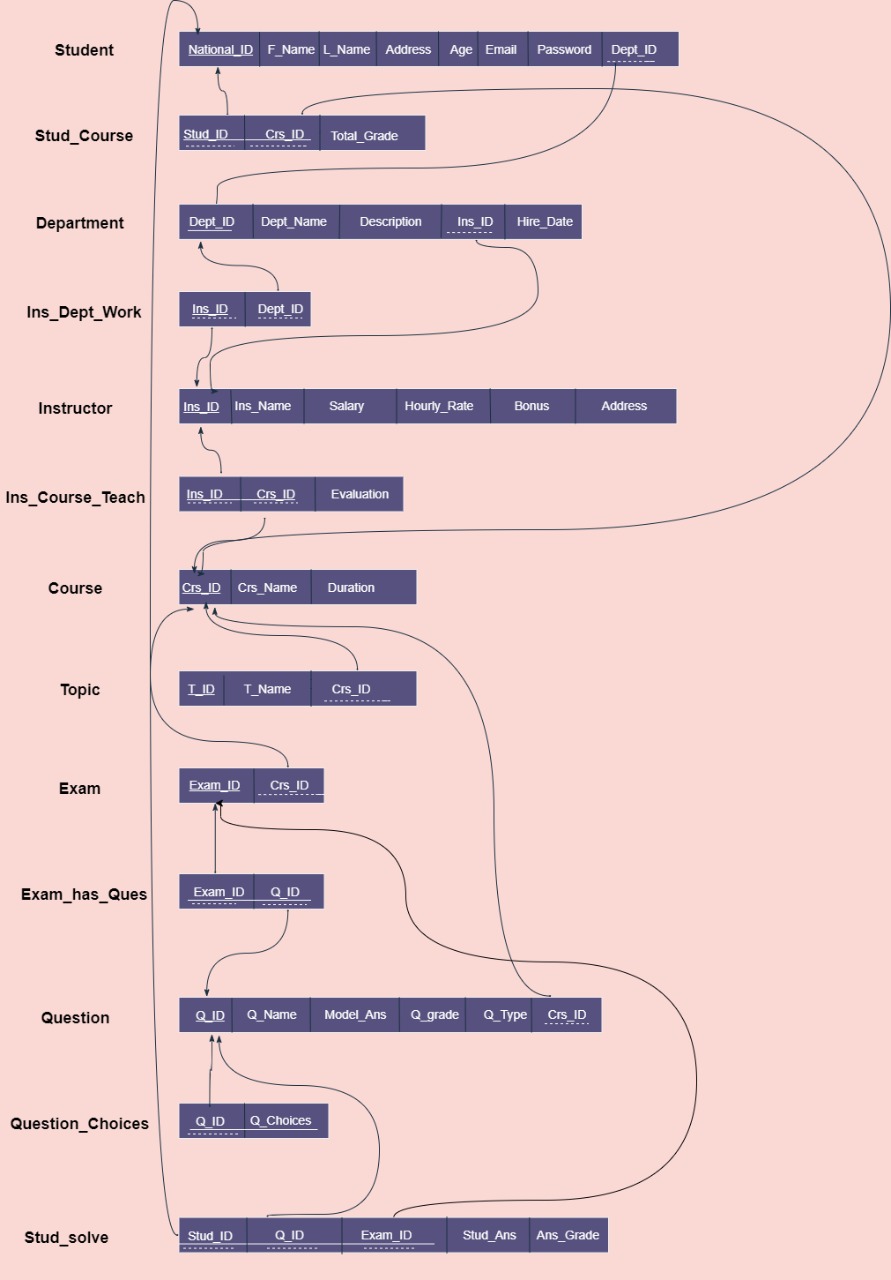 Student National_ID F_Name L_Name Address Age Email Password Dept_ID
Stud_Course Stud_ID Crs_ID Total_Grade
Department Dept_ID Dept_Name Description Ins_ID Hire_Date
Ins_Dept_Work Ins_ID Dept_ID
Instructor Ins_ID Ins_Name Salary Hourly_Rate Bonus Address
Ins_Course_Teach Ins_ID Crs_ID Evaluation
Course Crs_ID Crs_Name Duration
Topic T_ID T_Name Crs_ID
Exam Exam_ID Crs_ID
Exam_has_Ques Exam_ID Q_ID
Question Q_ID Q_Name Model_Ans Q_grade Q_Type Crs_ID
Question_Choices Q_ID Q_Choices
Stud_solve Stud_ID Q_ID Exam_ID Stud_Ans Ans_Grade